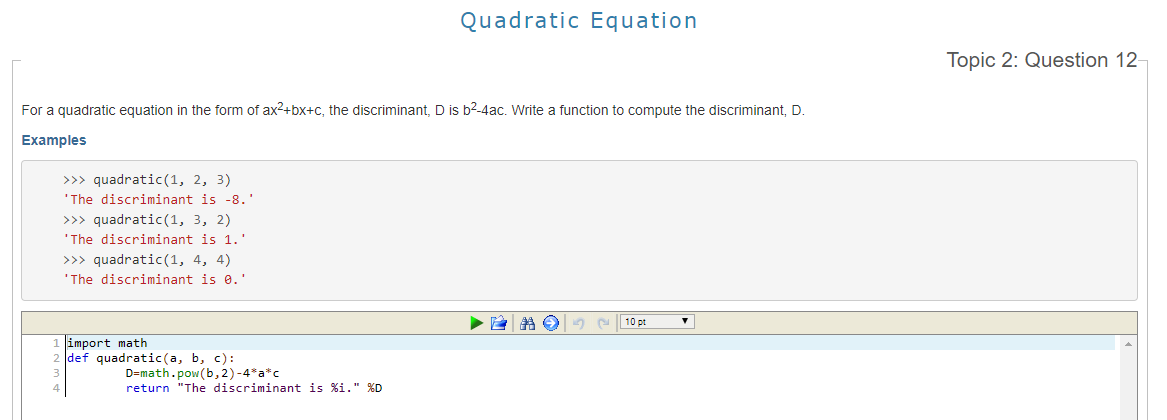 Quadratic Equation
Topic 2: Question 12
For a quadratic equation in the form of ax²+bx+c, the discriminant, D is b²-4ac. Write a function to compute the discriminant, D.
Examples
>>> quadratic(1, 2, 3)
'The discriminant is -8.'
>>> quadratic(1, 3, 2)
'The discriminant is 1.'
>>> quadratic(1, 4, 4)
'The discriminant is 0.'
10 pt
1 import math
2 def quadratic(a, b, c):
3 D=math.pow(b,2)-4*a*c
4 return "The discriminant is %i." %D